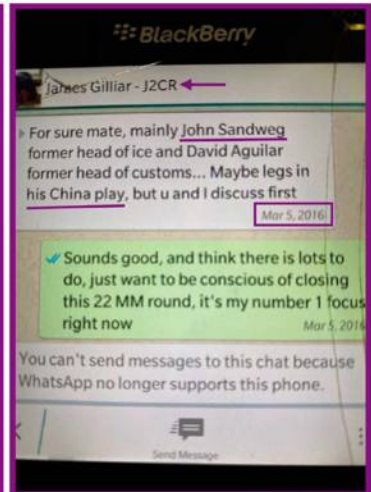 BlackBerry
James Gilliar - J2CR
For sure mate, mainly John Sandweg
former head of ice and David Aguilar
former head of customs... Maybe legs in
his China play, but u and I discuss first
Mar 5, 2016
Sounds good, and think there is lots to
do, just want to be conscious of closing
this 22 MM round, it's my number 1 focus
right now
Mar 5, 2016
You can't send messages to this chat because
WhatsApp no longer supports this phone.
Send Message